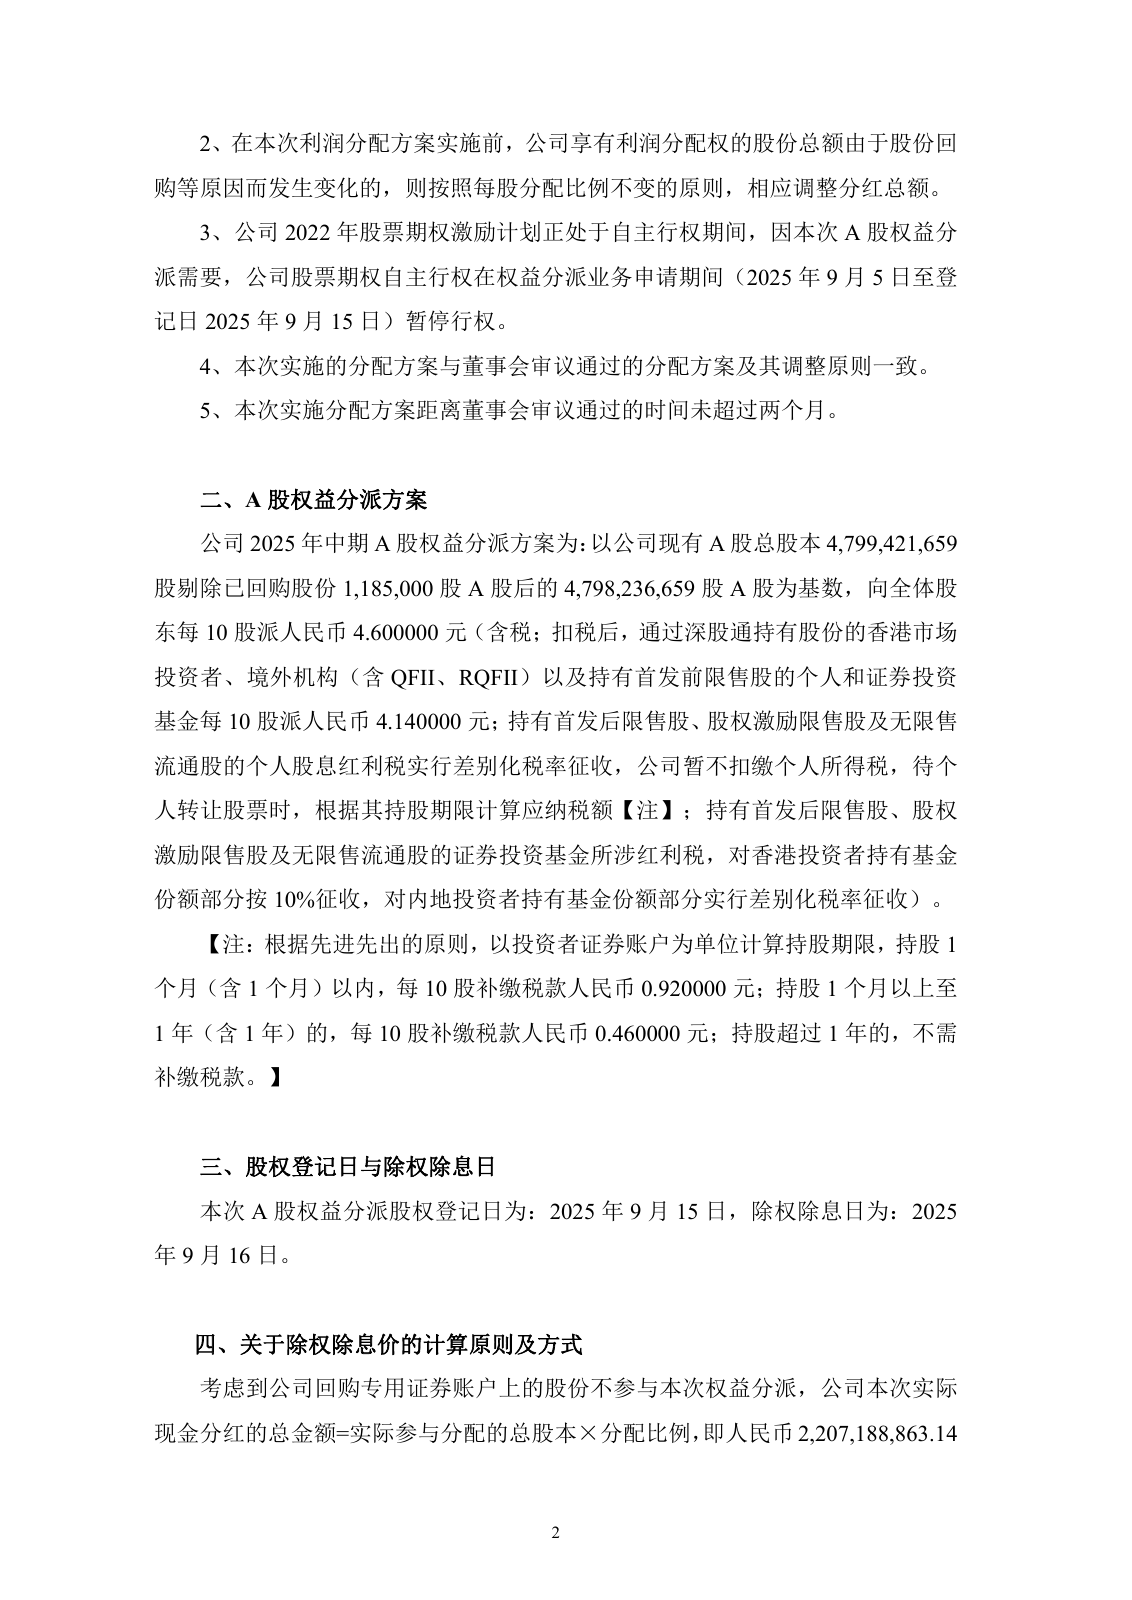 2、在本次利润分配方案实施前，公司享有利润分配权的股份总额由于股份回
购等原因而发生变化的，则按照每股分配比例不变的原则，相应调整分红总额。
3、公司 2022 年股票期权激励计划正处于自主行权期间，因本次 A 股权益分
派需要，公司股票期权自主行权在权益分派业务申请期间（2025 年 9 月 5 日至登
记日 2025 年 9 月 15 日）暂停行权。
4、本次实施的分配方案与董事会审议通过的分配方案及其调整原则一致。
5、本次实施分配方案距离董事会审议通过的时间未超过两个月。
二、A 股权益分派方案
公司 2025 年中期 A 股权益分派方案为：以公司现有 A 股总股本 4,799,421,659
股剔除已回购股份 1,185,000 股 A 股后的 4,798,236,659 股 A 股为基数，向全体股
东每 10 股派人民币 4.600000 元（含税；扣税后，通过深股通持有股份的香港市场
投资者、境外机构（含 QFII、RQFII）以及持有首发前限售股的个人和证券投资
基金每 10 股派人民币 4.140000 元；持有首发后限售股、股权激励限售股及无限售
流通股的个人股息红利税实行差别化税率征收，公司暂不扣缴个人所得税，待个
人转让股票时，根据其持股期限计算应纳税额【注】；持有首发后限售股、股权
激励限售股及无限售流通股的证券投资基金所涉红利税，对香港投资者持有基金
份额部分按 10%征收，对内地投资者持有基金份额部分实行差别化税率征收）。
【注：根据先进先出的原则，以投资者证券账户为单位计算持股期限，持股 1
个月（含 1 个月）以内，每 10 股补缴税款人民币 0.920000 元；持股 1 个月以上至
1 年（含 1 年）的，每 10 股补缴税款人民币 0.460000 元；持股超过 1 年的，不需
补缴税款。】
三、股权登记日与除权除息日
本次 A 股权益分派股权登记日为：2025 年 9 月 15 日，除权除息日为：2025
年 9 月 16 日。
四、关于除权除息价的计算原则及方式
考虑到公司回购专用证券账户上的股份不参与本次权益分派，公司本次实际
现金分红的总金额=实际参与分配的总股本×分配比例，即人民币 2,207,188,863.14
2